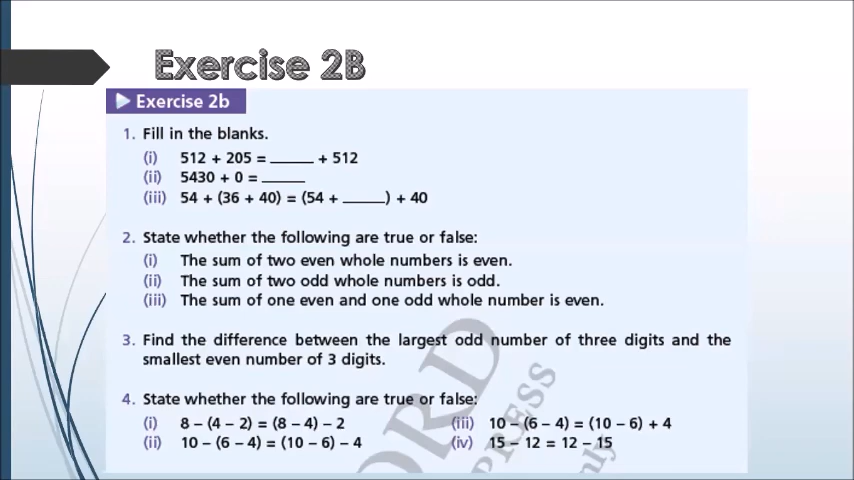 Exercise 2B
Exercise 2b
1. Fill in the blanks.
(i) 512 + 205 = _____ + 512
(ii) 5430 + 0 = _____
(iii) 54 + (36 + 40) = (54 + _____) + 40
2. State whether the following are true or false:
(i) The sum of two even whole numbers is even.
(ii) The sum of two odd whole numbers is odd.
(iii) The sum of one even and one odd whole number is even.
3. Find the difference between the largest odd number of three digits and the
smallest even number of 3 digits.
4. State whether the following are true or false:
(i) 8 – (4 – 2) = (8 – 4) – 2 (iii) 10 – (6 – 4) = (10 – 6) + 4
(ii) 10 – (6 – 4) = (10 – 6) – 4 (iv) 15 – 12 = 12 – 15
ORD
PRESS
only